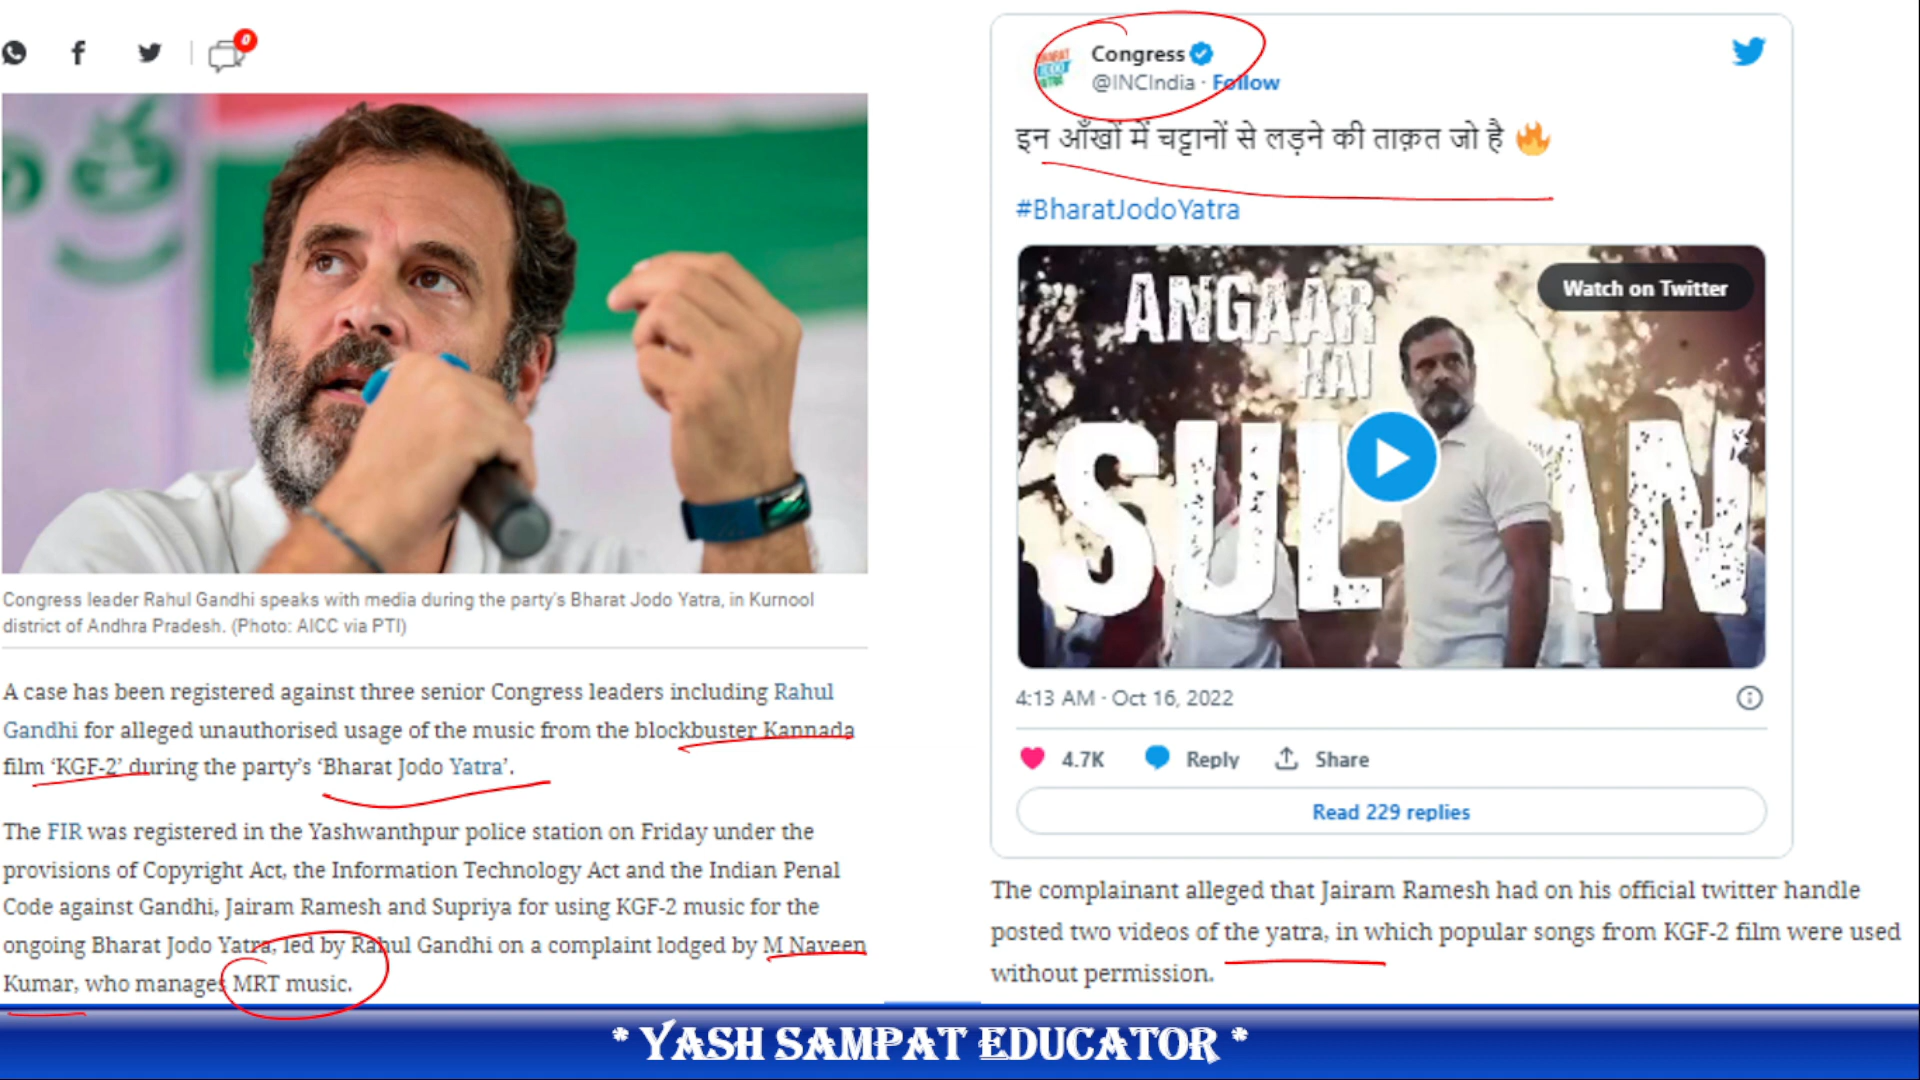 0
Congress leader Rahul Gandhi speaks with media during the party's Bharat Jodo Yatra, in Kurnool
district of Andhra Pradesh. (Photo: AICC via PTI)
A case has been registered against three senior Congress leaders including Rahul
Gandhi for alleged unauthorised usage of the music from the blockbuster Kannada
film ‘KGF-2’ during the party's ‘Bharat Jodo Yatra’.
The FIR was registered in the Yashwanthpur police station on Friday under the
provisions of Copyright Act, the Information Technology Act and the Indian Penal
Code against Gandhi, Jairam Ramesh and Supriya for using KGF-2 music for the
ongoing Bharat Jodo Yatra, led by Rahul Gandhi on a complaint lodged by M Naveen
Kumar, who manages MRT music.
Congress
@INCIndia · Follow
इन आँखों में चट्टानों से लड़ने की ताक़त जो है 🔥
#BharatJodoYatra
Watch on Twitter
ANGAAR
HAI
SULTAN
4:13 AM · Oct 16, 2022
4.7K Reply Share
Read 229 replies
The complainant alleged that Jairam Ramesh had on his official twitter handle
posted two videos of the yatra, in which popular songs from KGF-2 film were used
without permission.
* YASH SAMPAT EDUCATOR *